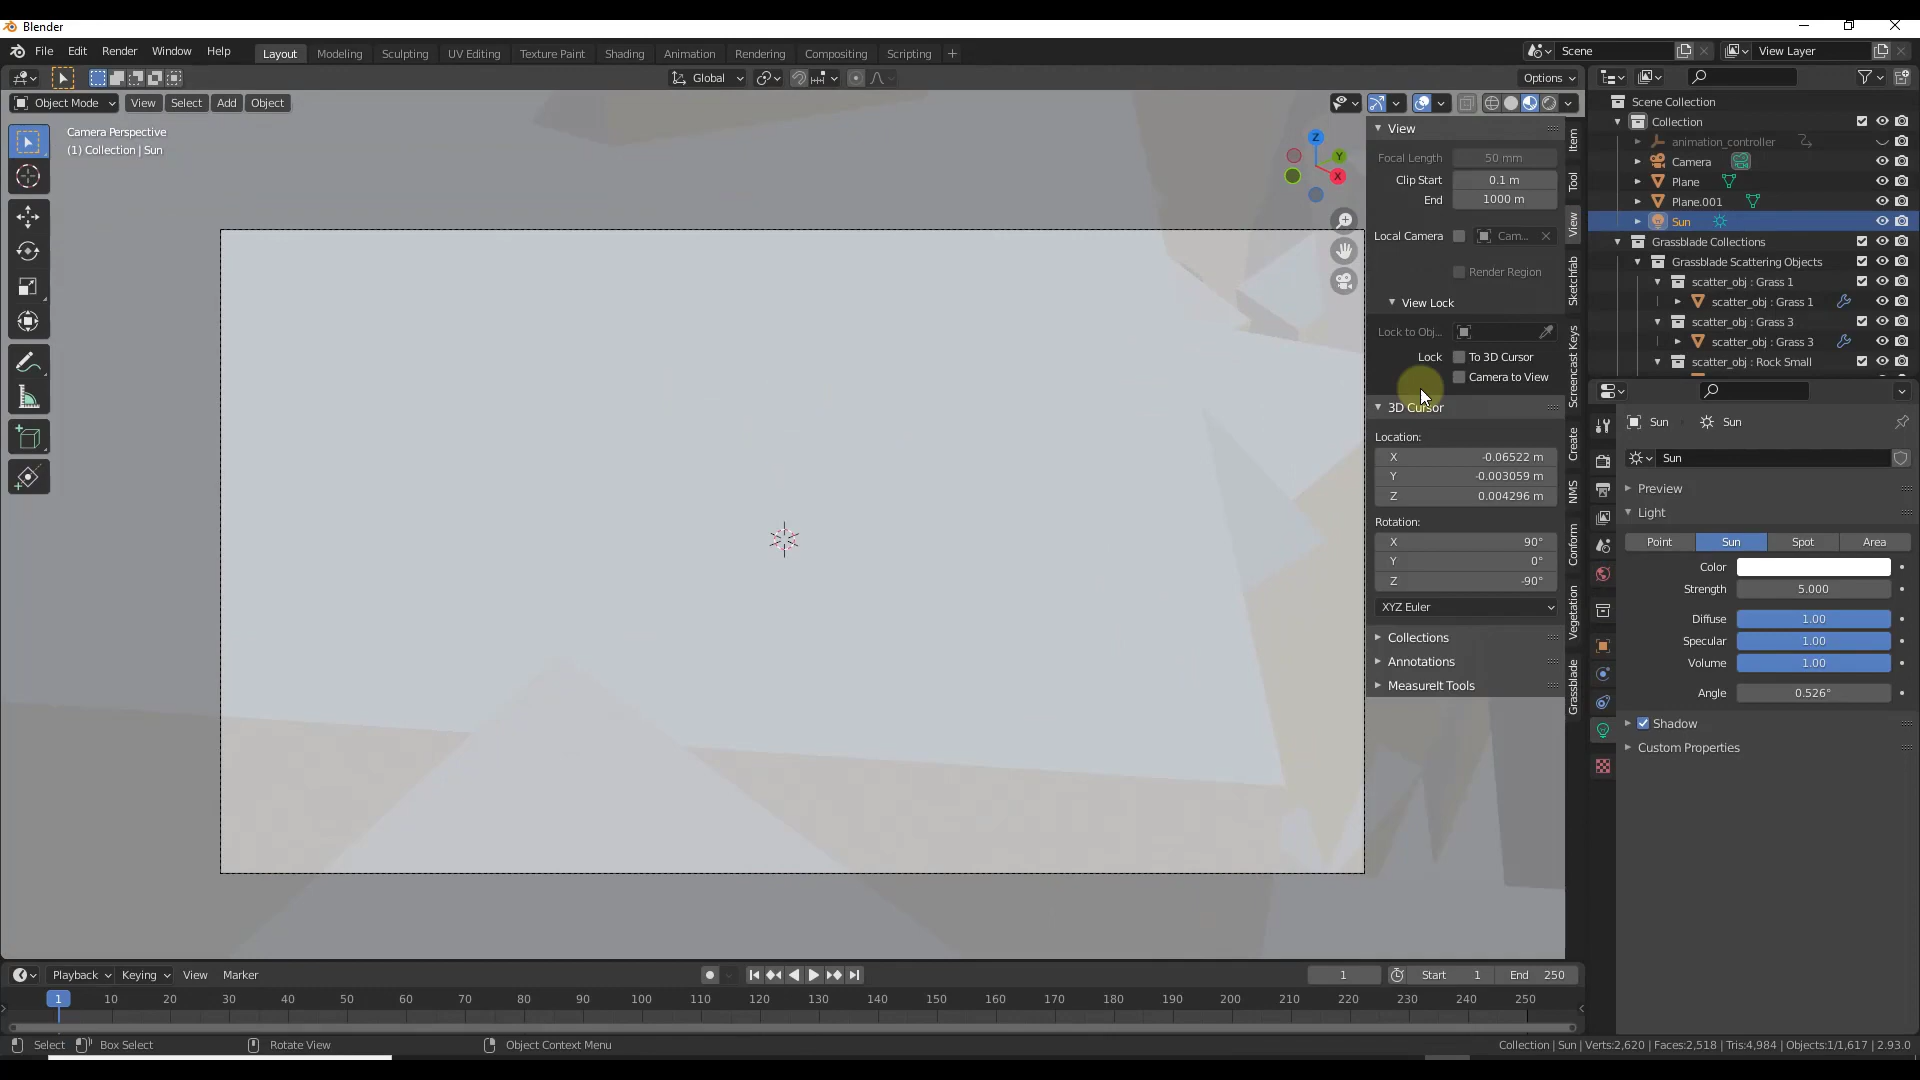 Blender
File Edit Render Window Help Layout Modeling Sculpting UV Editing Texture Paint Shading Animation Rendering Compositing Scripting + Scene View Layer
Global Options
Object Mode View Select Add Object
Camera Perspective
(1) Collection | Sun
Z
Y
X
View
Focal Length 50 mm
Clip Start 0.1 m
End 1000 m
Local Camera Cam...
Render Region
View Lock
Lock to Obj...
Lock To 3D Cursor
Camera to View
3D Cursor
Location:
X -0.06522 m
Y -0.003059 m
Z 0.004296 m
Rotation:
X 90°
Y 0°
Z -90°
XYZ Euler
Collections
Annotations
MeasureIt Tools
Item
Tool
View
Sketchfab
Screencast Keys
Create
NMS
Conform
Vegetation
Grassblade
Scene Collection
Collection
animation_controller
Camera
Plane
Plane.001
Sun
Grassblade Collections
Grassblade Scattering Objects
scatter_obj : Grass 1
scatter_obj : Grass 1
scatter_obj : Grass 3
scatter_obj : Grass 3
scatter_obj : Rock Small
Sun Sun
Sun
Preview
Light
Point Sun Spot Area
Color
Strength 5.000
Diffuse 1.00
Specular 1.00
Volume 1.00
Angle 0.526°
Shadow
Custom Properties
Playback Keying View Marker 1 Start 1 End 250
1 10 20 30 40 50 60 70 80 90 100 110 120 130 140 150 160 170 180 190 200 210 220 230 240 250
Select Box Select Rotate View Object Context Menu Collection | Sun | Verts:2,620 | Faces:2,518 | Tris:4,984 | Objects:1/1,617 | 2.93.0